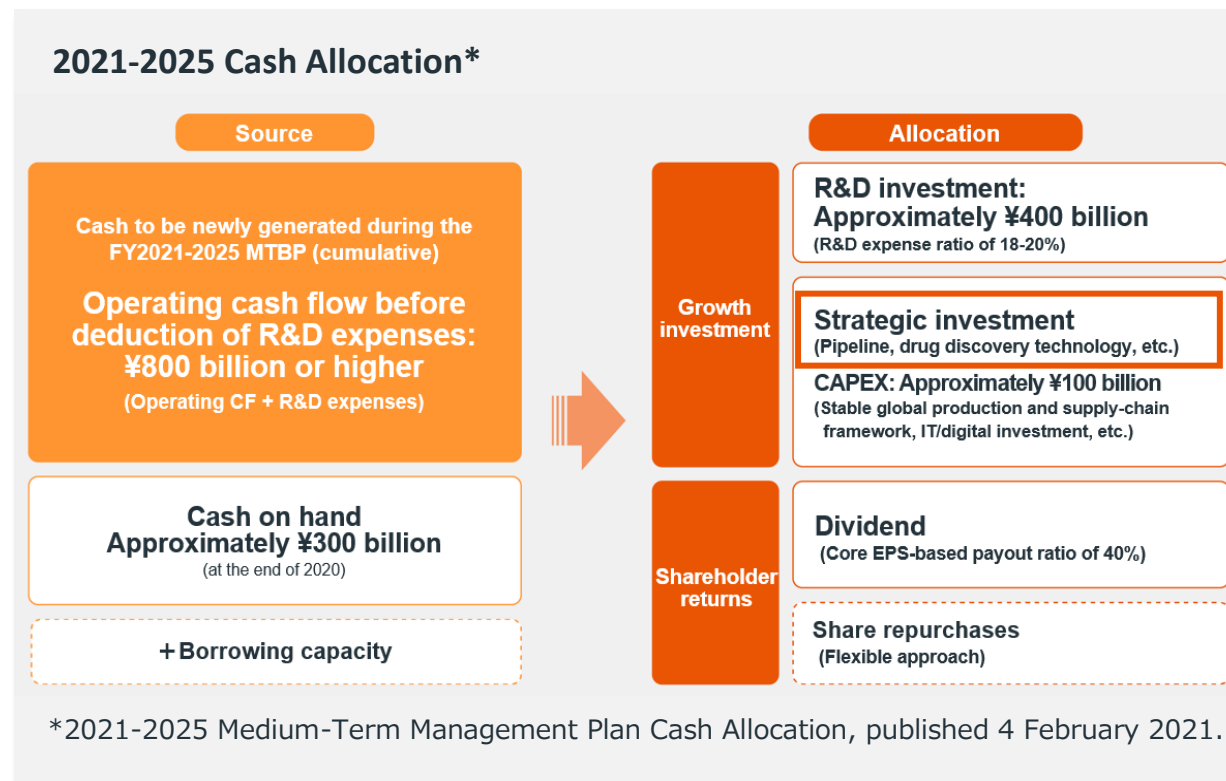 2021-2025 Cash Allocation*
Source
Cash to be newly generated during the
FY2021-2025 MTBP (cumulative)
Operating cash flow before
deduction of R&D expenses:
¥800 billion or higher
(Operating CF + R&D expenses)
Cash on hand
Approximately ¥300 billion
(at the end of 2020)
+Borrowing capacity
Allocation
Growth
investment
R&D investment:
Approximately ¥400 billion
(R&D expense ratio of 18-20%)
Strategic investment
(Pipeline, drug discovery technology, etc.)
CAPEX: Approximately ¥100 billion
(Stable global production and supply-chain
framework, IT/digital investment, etc.)
Shareholder
returns
Dividend
(Core EPS-based payout ratio of 40%)
Share repurchases
(Flexible approach)
*2021-2025 Medium-Term Management Plan Cash Allocation, published 4 February 2021.